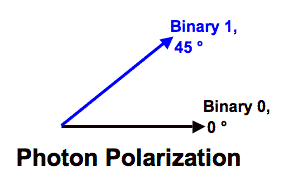 Binary 1,
45 °
Binary 0,
0 °
Photon Polarization